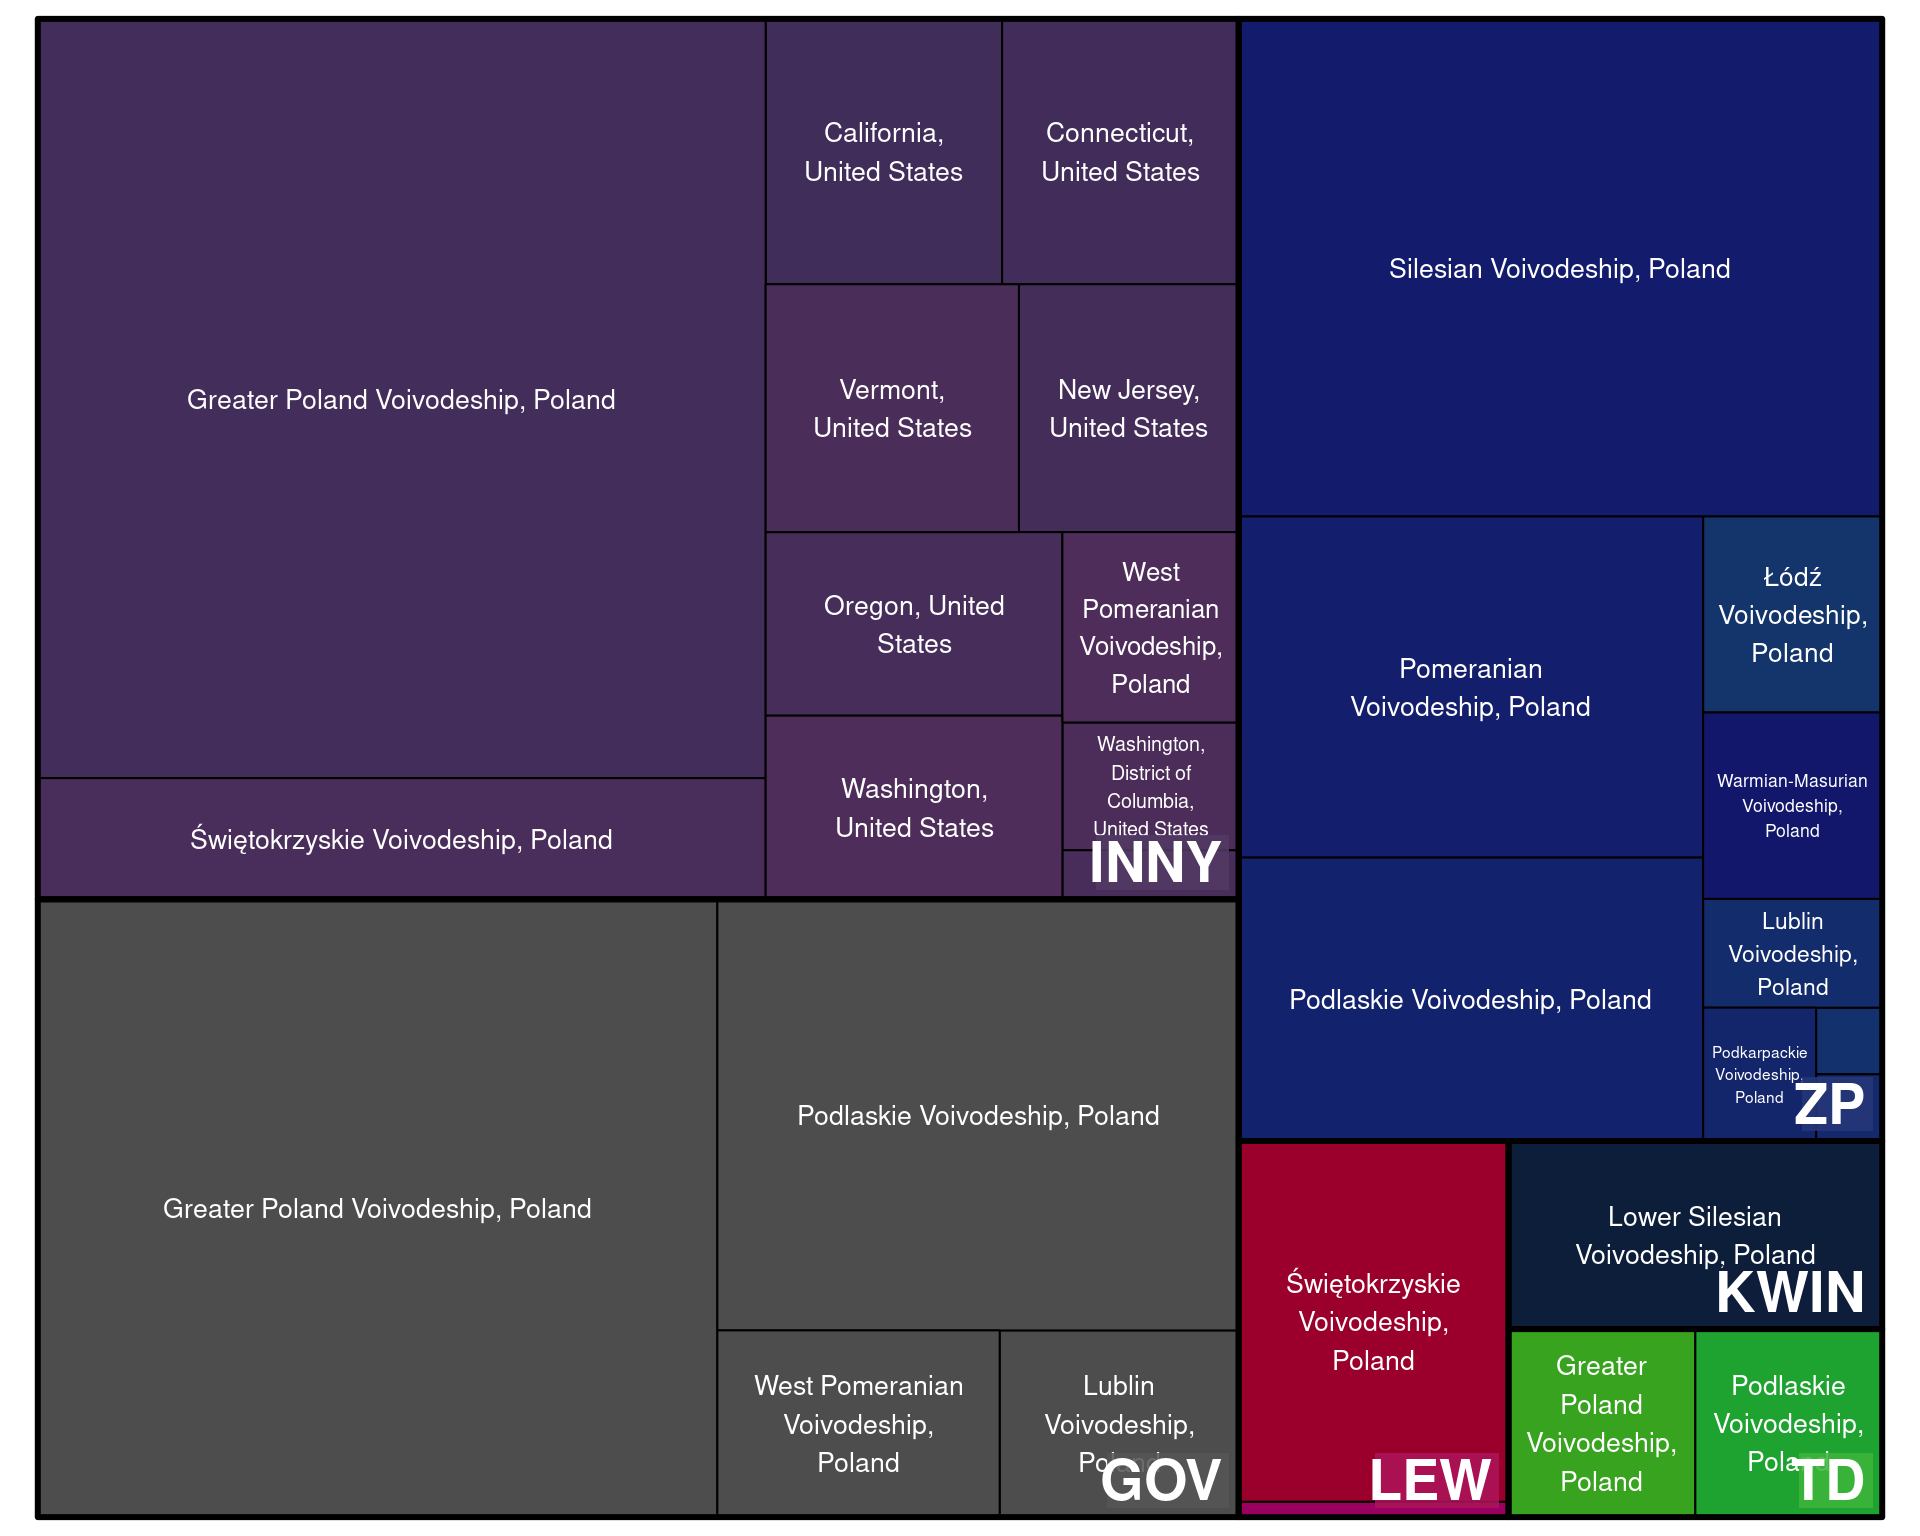 Greater Poland Voivodeship, Poland
Świętokrzyskie Voivodeship, Poland
California,
United States
Connecticut,
United States
Vermont,
United States
New Jersey,
United States
Oregon, United
States
West
Pomeranian
Voivodeship,
Poland
Washington,
United States
Washington,
District of
Columbia,
United States
INNY
Greater Poland Voivodeship, Poland
Podlaskie Voivodeship, Poland
West Pomeranian
Voivodeship,
Poland
Lublin
Voivodeship,
Poland
GOV
Silesian Voivodeship, Poland
Pomeranian
Voivodeship, Poland
Podlaskie Voivodeship, Poland
Łódź
Voivodeship,
Poland
Warmian-Masurian
Voivodeship,
Poland
Lublin
Voivodeship,
Poland
Podkarpackie
Voivodeship,
Poland
ZP
Świętokrzyskie
Voivodeship,
Poland
LEW
Lower Silesian
Voivodeship, Poland
KWIN
Greater
Poland
Voivodeship,
Poland
Podlaskie
Voivodeship,
Poland
TD